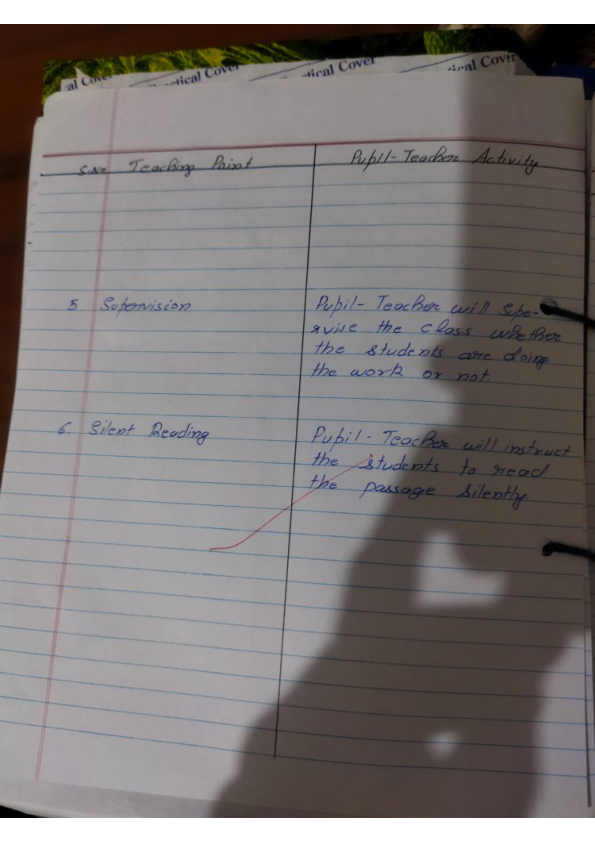 al Cover
ctical Cover
ctical Cover
tical Cover
S.No Teaching Point
Pupil-Teacher Activity
5 Supervision
Pupil-Teacher will supe-
rvise the class whether
the students are doing
the work or not.
6. Silent Reading
Pupil-Teacher will instruct
the students to read
the passage silently